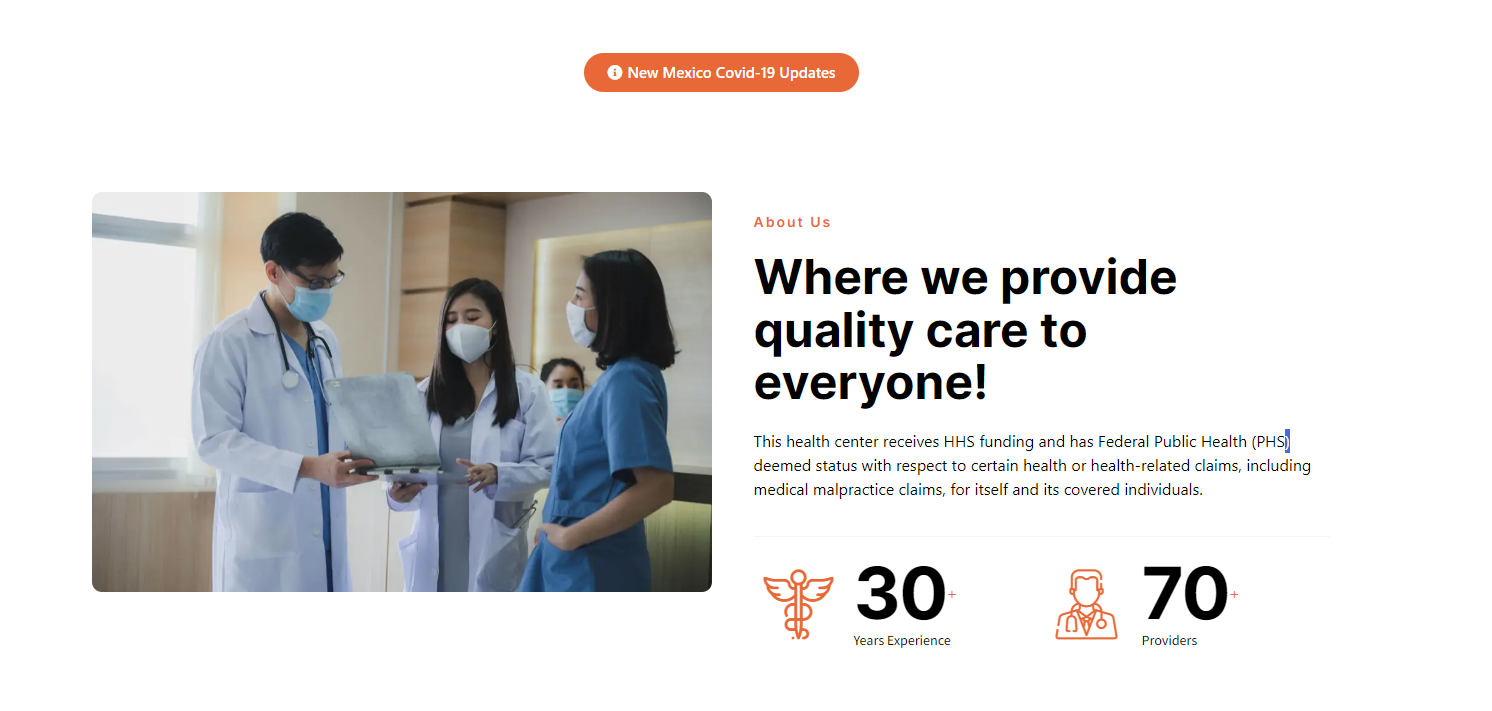 New Mexico Covid-19 Updates
About Us
Where we provide
quality care to
everyone!
This health center receives HHS funding and has Federal Public Health (PHS)
deemed status with respect to certain health or health-related claims, including
medical malpractice claims, for itself and its covered individuals.
30+
Years Experience
70+
Providers